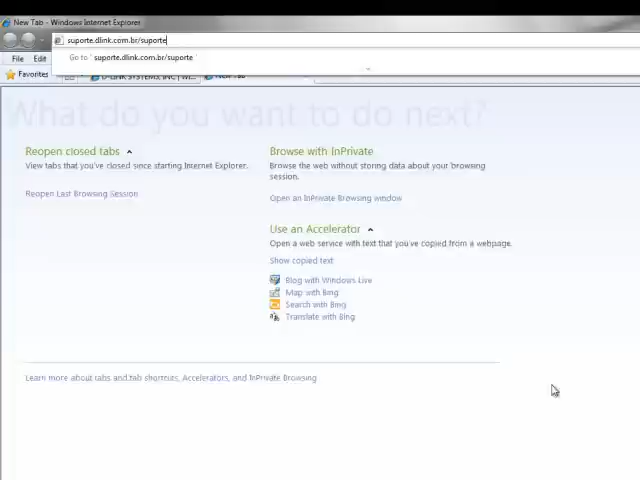 New Tab - Windows Internet Explorer
suporte.dlink.com.br/suporte
Go to ' suporte.dlink.com.br/suporte '
File Edit
Favorites D-LINK SYSTEMS, INC | W... New Tab
What do you want to do next?
Reopen closed tabs
View tabs that you've closed since starting Internet Explorer.
Reopen Last Browsing Session
Browse with InPrivate
Browse the web without storing data about your browsing
session.
Open an InPrivate Browsing window
Use an Accelerator
Open a web service with text that you've copied from a webpage.
Show copied text
Blog with Windows Live
Map with Bing
Search with Bing
Translate with Bing
Learn more about tabs and tab shortcuts, Accelerators, and InPrivate Browsing